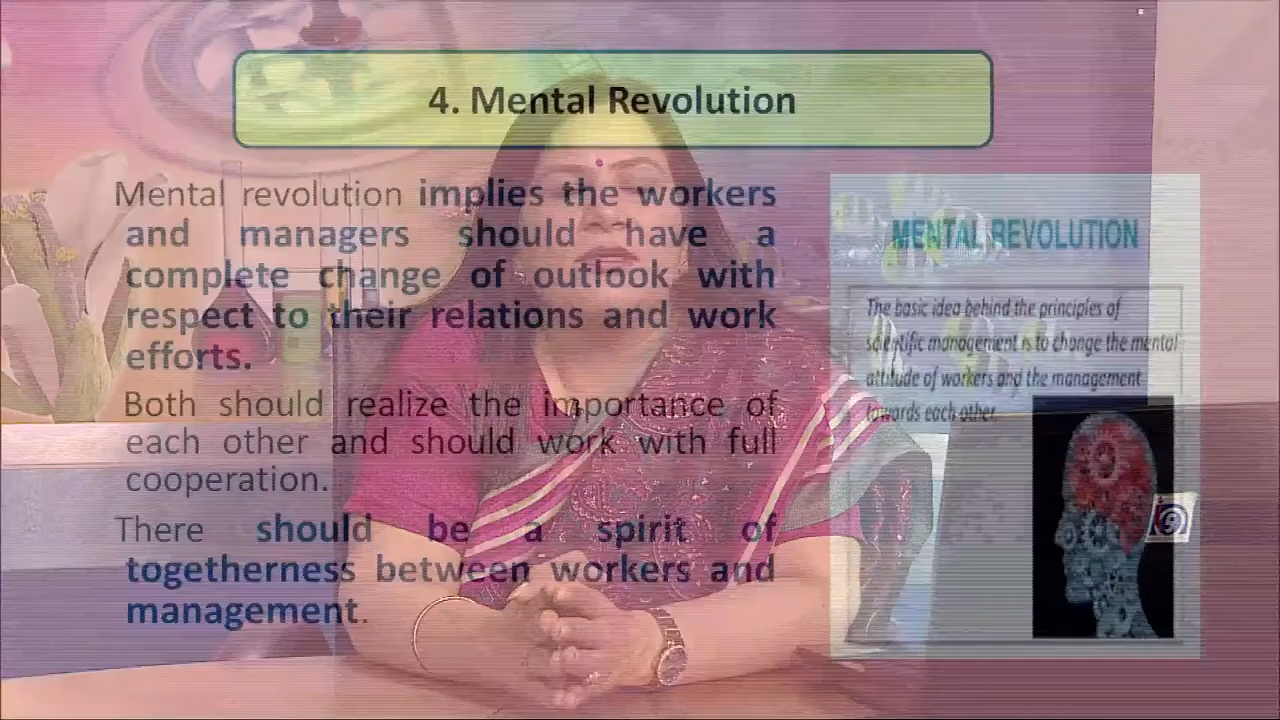 4. Mental Revolution
Mental revolution implies the workers
and managers should have a
complete change of outlook with
respect to their relations and work
efforts.
Both should realize the importance of
each other and should work with full
cooperation.
There should be a spirit of
togetherness between workers and
management.
MENTAL REVOLUTION
The basic idea behind the principles of
scientific management is to change the mental
attitude of workers and the management
towards each other.